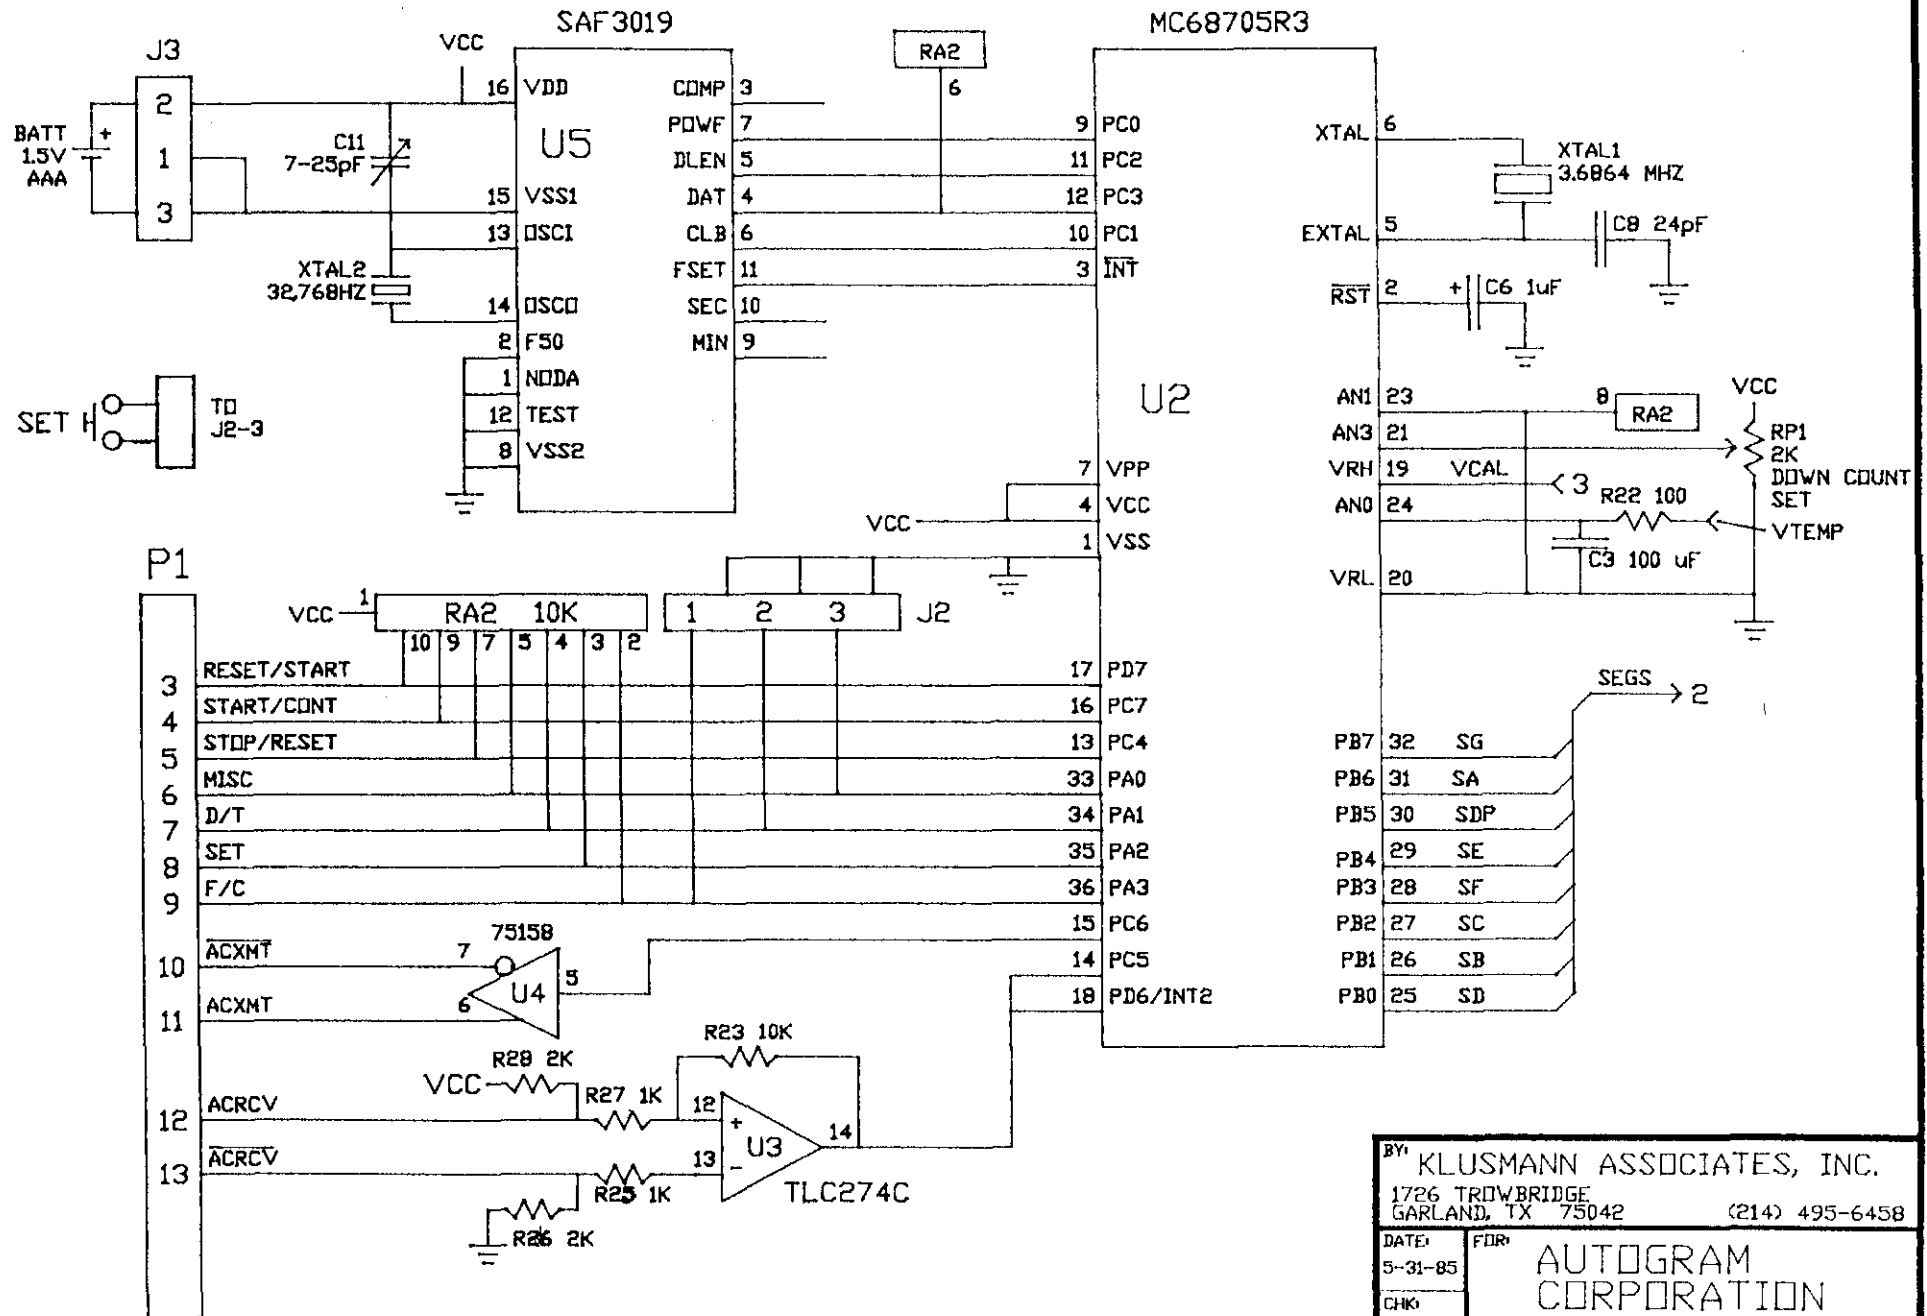 SAF3019
MC68705R3
J3
VCC
RA2
6
2
1
3
BATT
1.5V
AAA
+
C11
7-25pF
XTAL2
32,768HZ
U5
16 VDD
15 VSS1
13 OSCI
14 OSCO
2 F50
1 NODA
12 TEST
8 VSS2
COMP 3
POWF 7
DLEN 5
DAT 4
CLB 6
FSET 11
SEC 10
MIN 9
9 PC0
11 PC2
12 PC3
10 PC1
3 INT
U2
7 VPP
4 VCC
1 VSS
VCC
XTAL 6
EXTAL 5
RST 2
XTAL1
3.6864 MHZ
C8 24pF
+ C6 1uF
AN1 23
AN3 21
VRH 19 VCAL
AN0 24
VRL 20
8
RA2
3
R22 100
VTEMP
C3 100 uF
VCC
RP1
2K
DOWN COUNT
SET
SET
TO
J2-3
P1
VCC 1
RA2 10K
10 9 7 5 4 3 2
1 2 3 J2
3 RESET/START
4 START/CONT
5 STOP/RESET
6 MISC
7 D/T
8 SET
9 F/C
10 ACXMT
11 ACXMT
12 ACRCV
13 ACRCV
17 PD7
16 PC7
13 PC4
33 PA0
34 PA1
35 PA2
36 PA3
15 PC6
14 PC5
18 PD6/INT2
75158
7
6
U4
5
R28 2K
VCC
R27 1K
R23 10K
12
+
U3
14
13
-
TLC274C
R25 1K
R26 2K
SEGS
2
PB7 32 SG
PB6 31 SA
PB5 30 SDP
PB4 29 SE
PB3 28 SF
PB2 27 SC
PB1 26 SB
PB0 25 SD
BY: KLUSMANN ASSOCIATES, INC.
1726 TROWBRIDGE
GARLAND, TX 75042 (214) 495-6458
DATE:
5-31-85
FOR:
AUTOGRAM
CORPORATION
CHK: